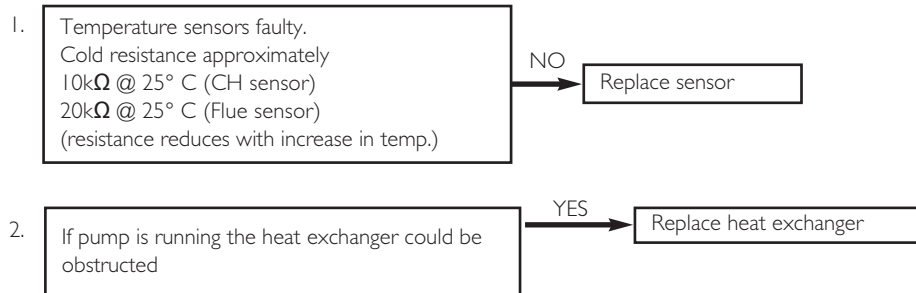 1.
Temperature sensors faulty.
Cold resistance approximately
10kΩ @ 25° C (CH sensor)
20kΩ @ 25° C (Flue sensor)
(resistance reduces with increase in temp.)
NO
Replace sensor
2.
If pump is running the heat exchanger could be
obstructed
YES
Replace heat exchanger